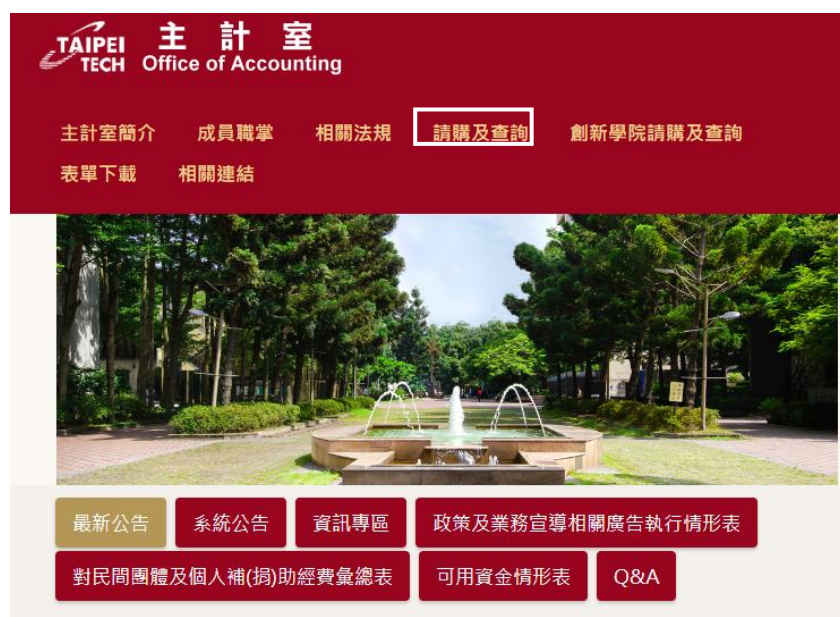 TAIPEI TECH 主計室
Office of Accounting
主計室簡介 成員職掌 相關法規 請購及查詢 創新學院請購及查詢
表單下載 相關連結
最新公告 系統公告 資訊專區 政策及業務宣導相關廣告執行情形表
對民間團體及個人補(捐)助經費彙總表 可用資金情形表 Q&A